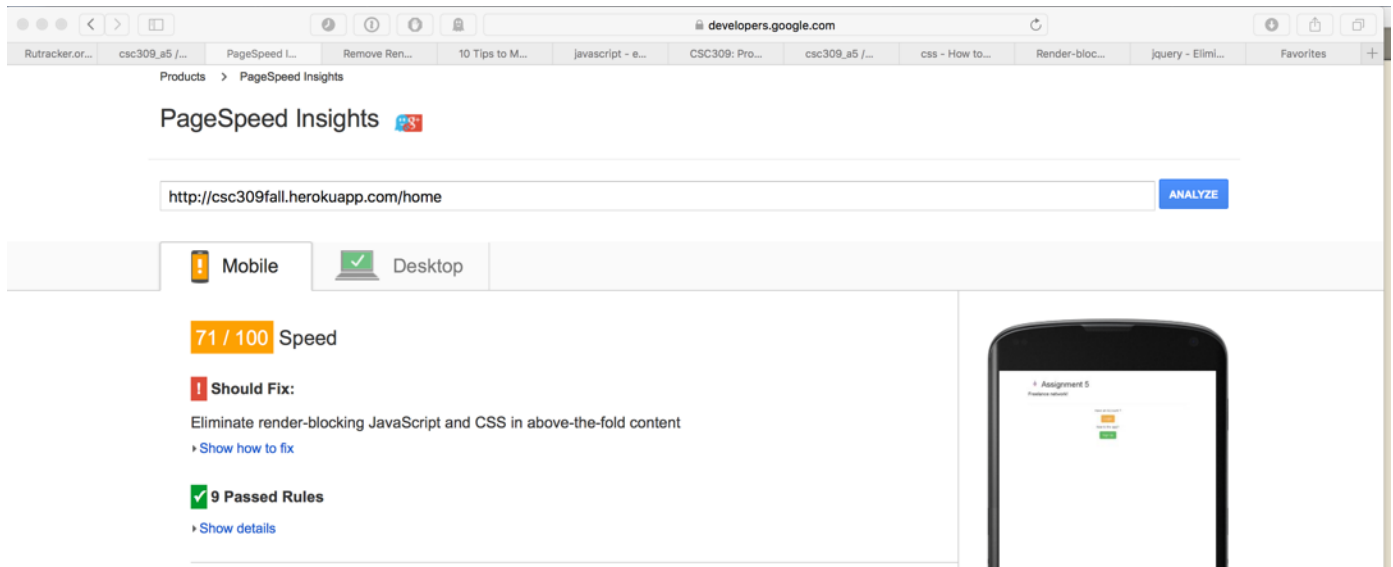 developers.google.com
Rutracker.or... csc309_a5 /... PageSpeed I... Remove Ren... 10 Tips to M... javascript - e... CSC309: Pro... csc309_a5 /... css - How to... Render-bloc... jquery - Elimi... Favorites
Products > PageSpeed Insights
PageSpeed Insights
http://csc309fall.herokuapp.com/home
ANALYZE
Mobile
Desktop
71 / 100 Speed
! Should Fix:
Eliminate render-blocking JavaScript and CSS in above-the-fold content
Show how to fix
9 Passed Rules
Show details
Assignment 5
Freelance network!